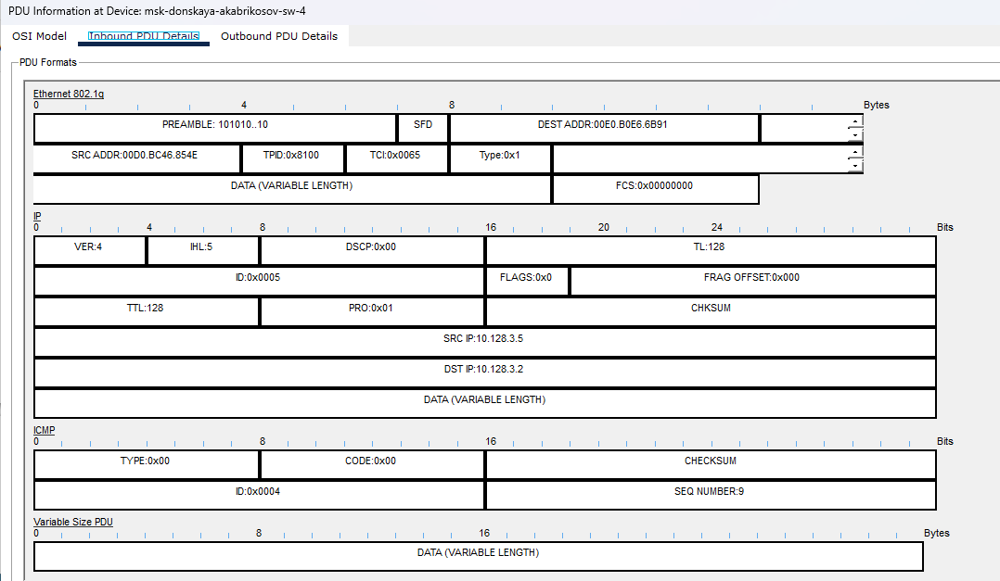 PDU Information at Device: msk-donskaya-akabrikosov-sw-4
OSI Model Inbound PDU Details Outbound PDU Details
PDU Formats
Ethernet 802.1q
0 4 8 Bytes
PREAMBLE: 101010..10 SFD DEST ADDR:00E0.B0E6.6B91
SRC ADDR:00D0.BC46.854E TPID:0x8100 TCI:0x0065 Type:0x1
DATA (VARIABLE LENGTH) FCS:0x00000000
IP
0 4 8 16 20 24 Bits
VER:4 IHL:5 DSCP:0x00 TL:128
ID:0x0005 FLAGS:0x0 FRAG OFFSET:0x000
TTL:128 PRO:0x01 CHKSUM
SRC IP:10.128.3.5
DST IP:10.128.3.2
DATA (VARIABLE LENGTH)
ICMP
0 8 16 Bits
TYPE:0x00 CODE:0x00 CHECKSUM
ID:0x0004 SEQ NUMBER:9
Variable Size PDU
0 8 16 Bytes
DATA (VARIABLE LENGTH)